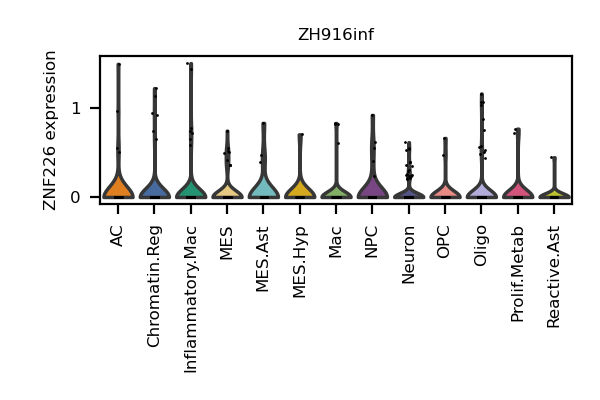 ZH916inf
ZNF226 expression
1
0
AC
Chromatin.Reg
Inflammatory.Mac
MES
MES.Ast
MES.Hyp
Mac
NPC
Neuron
OPC
Oligo
Prolif.Metab
Reactive.Ast